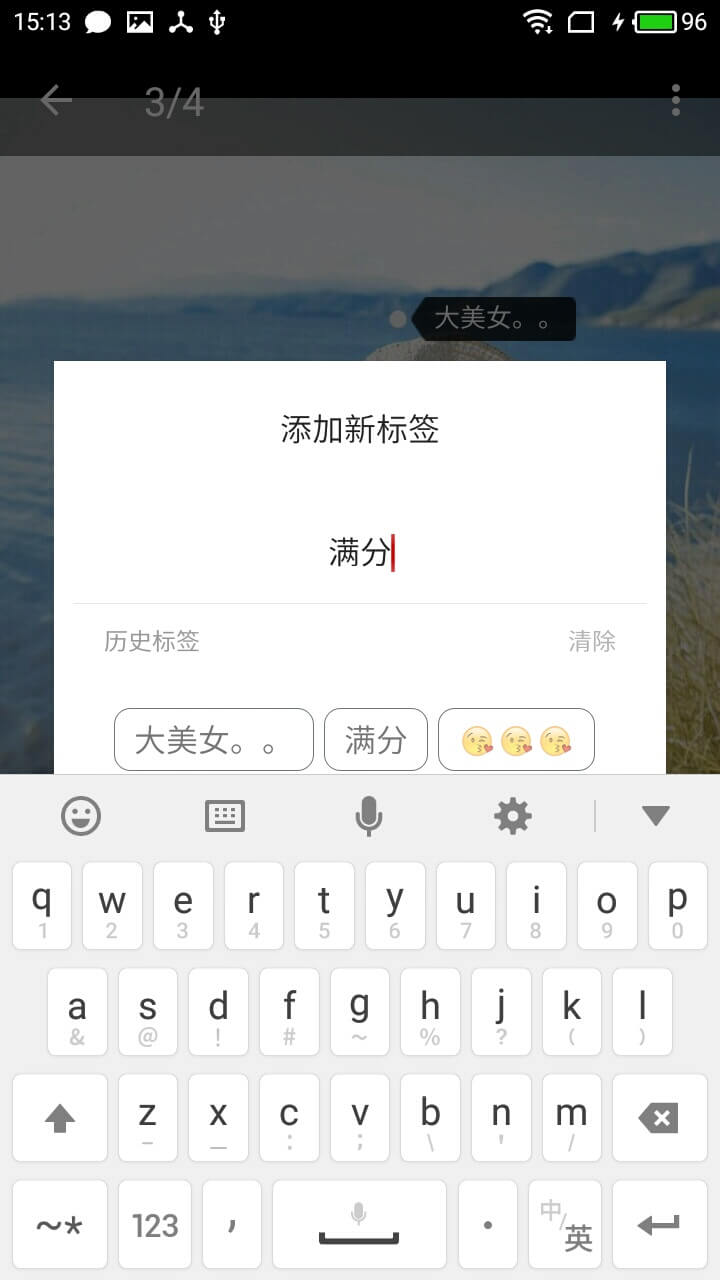 15:13 96
3/4
大美女。。
添加新标签
满分
历史标签 清除
大美女。。 满分 😘😘😘
q w e r t y u i o p
1 2 3 4 5 6 7 8 9 0
a s d f g h j k l
& @ ! # ~ % ? ( )
z x c v b n m
– _ : ; \ ' /
~* 123 , . 中/英